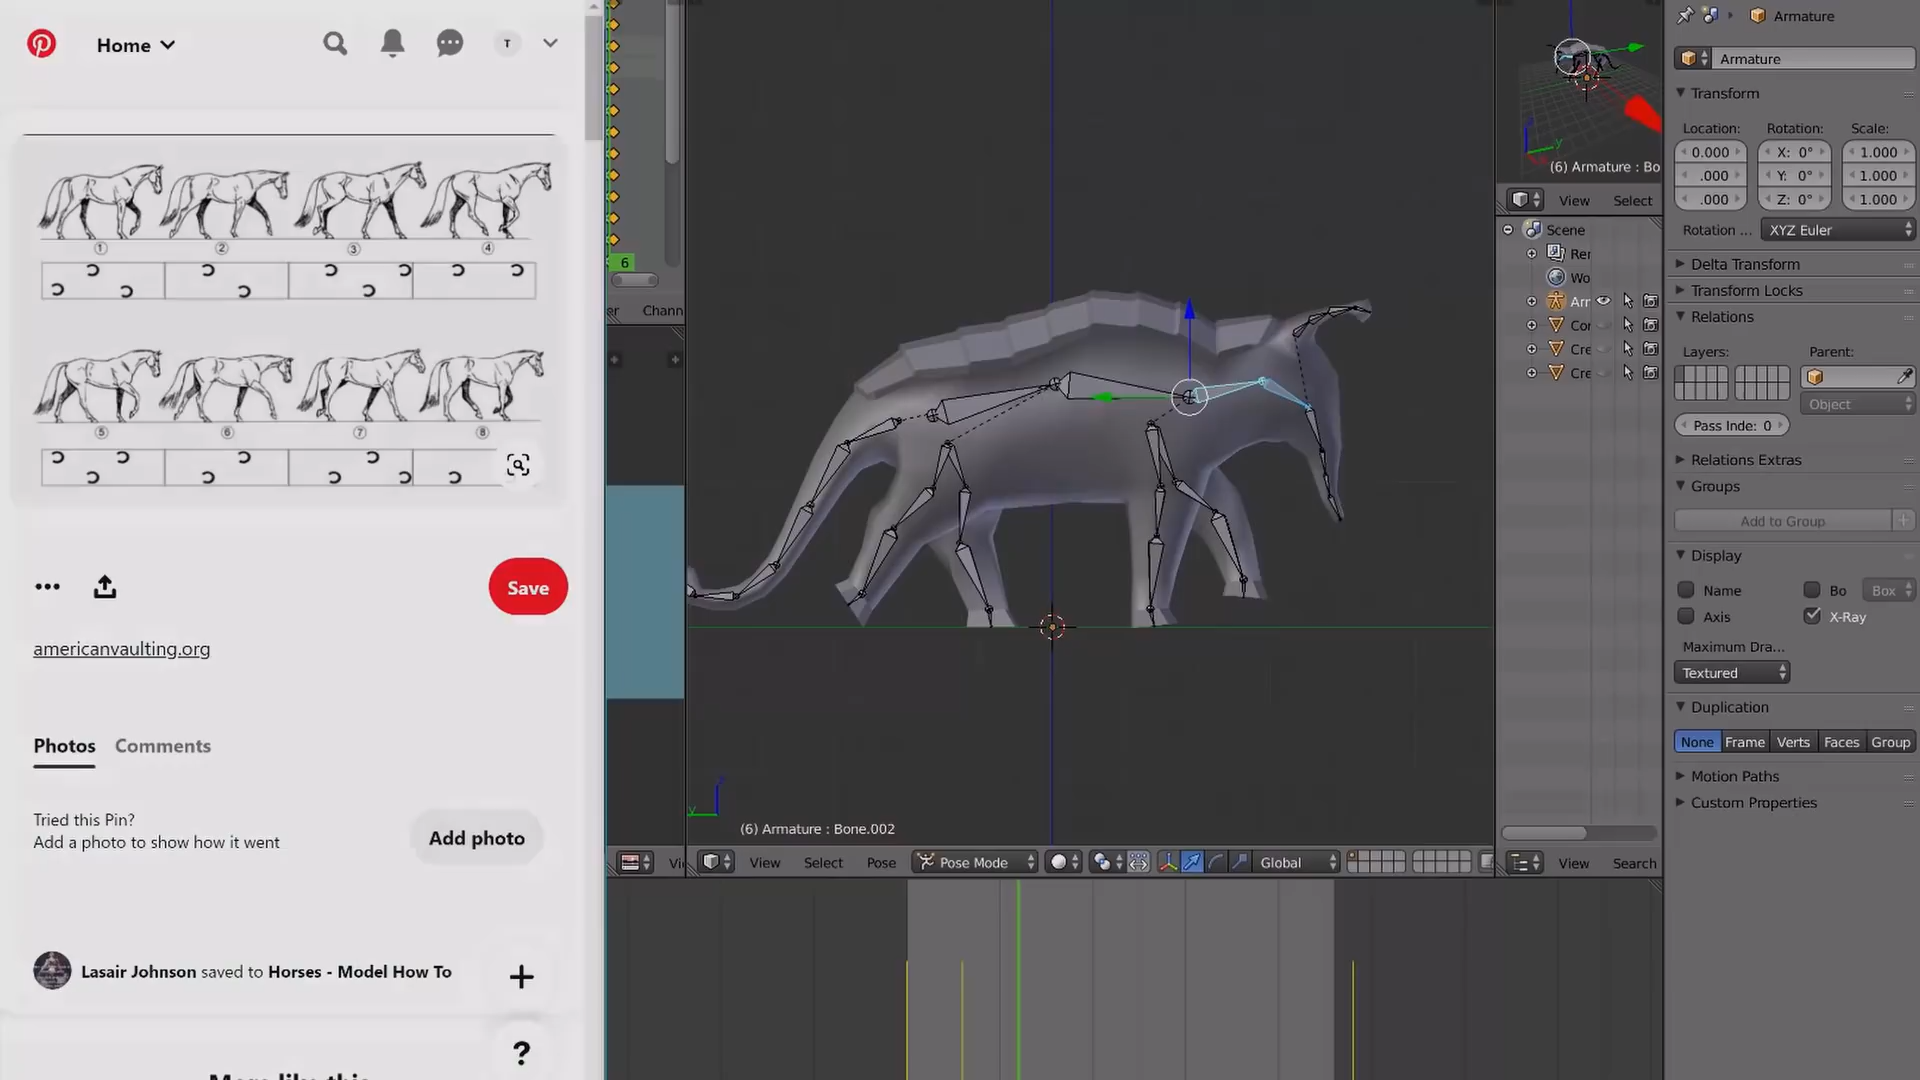 Home
T
1
2
3
4
5
6
7
8
Save
americanvaulting.org
Photos
Comments
Tried this Pin?
Add a photo to show how it went
Add photo
Lasair Johnson saved to Horses - Model How To
?
More like this
6
er
Chann
(6) Armature : Bone.002
View
Select
Pose
Pose Mode
Global
Vi
z
y
(6) Armature : Bo
View
Select
Scene
Rer
Wo
Arr
Cor
Cre
Cre
View
Search
Armature
Armature
Transform
Location:
Rotation:
Scale:
0.000
X: 0°
1.000
.000
Y: 0°
1.000
.000
Z: 0°
1.000
Rotation ...
XYZ Euler
Delta Transform
Transform Locks
Relations
Layers:
Parent:
Object
Pass Inde: 0
Relations Extras
Groups
Add to Group
Display
Name
Bo
Box
Axis
X-Ray
Maximum Dra...
Textured
Duplication
None
Frame
Verts
Faces
Group
Motion Paths
Custom Properties